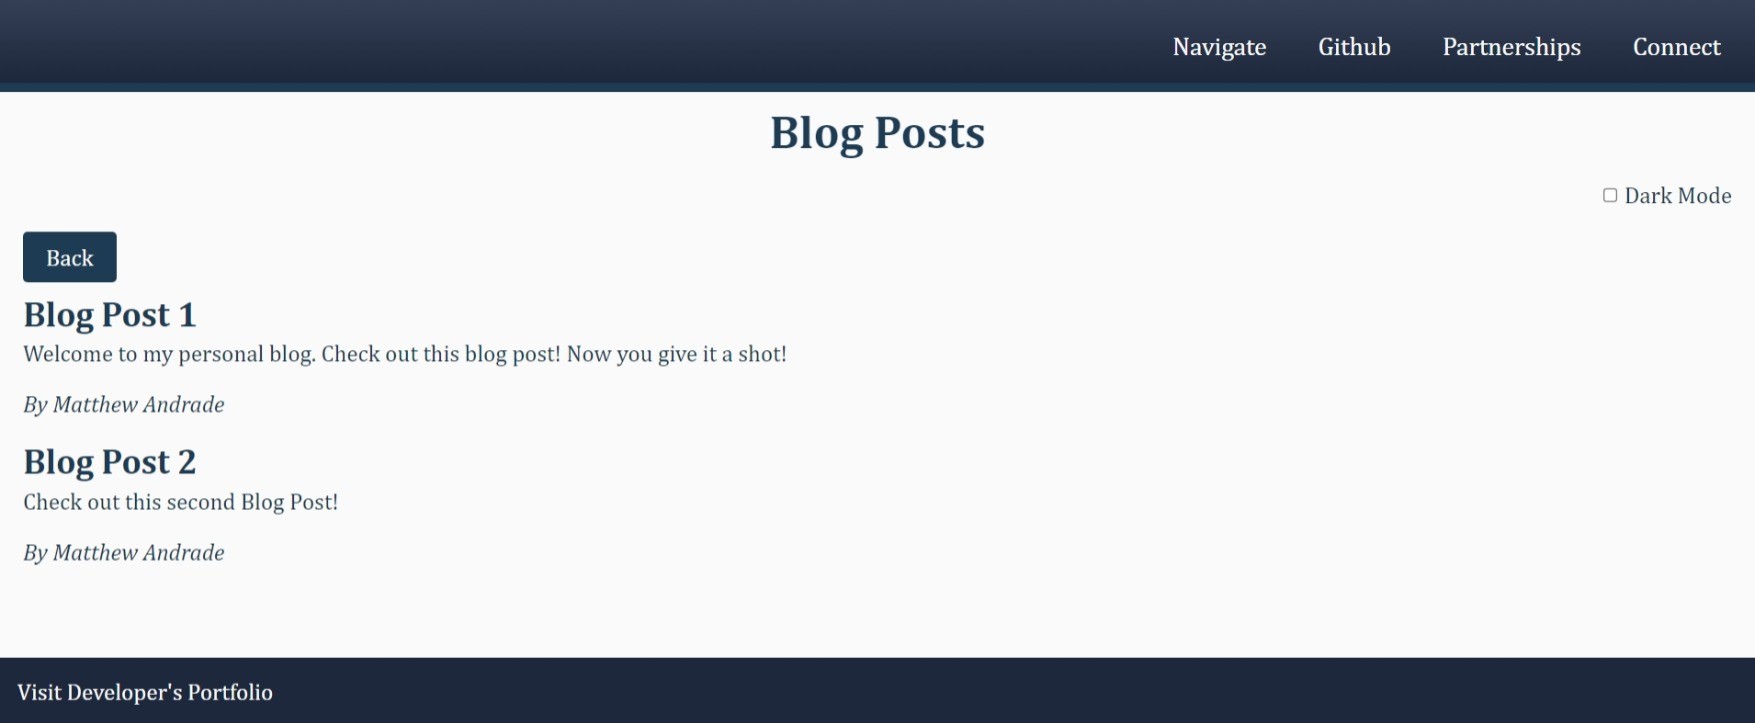 Navigate Github Partnerships Connect
Blog Posts
Dark Mode
Back
Blog Post 1
Welcome to my personal blog. Check out this blog post! Now you give it a shot!
By Matthew Andrade
Blog Post 2
Check out this second Blog Post!
By Matthew Andrade
Visit Developer's Portfolio